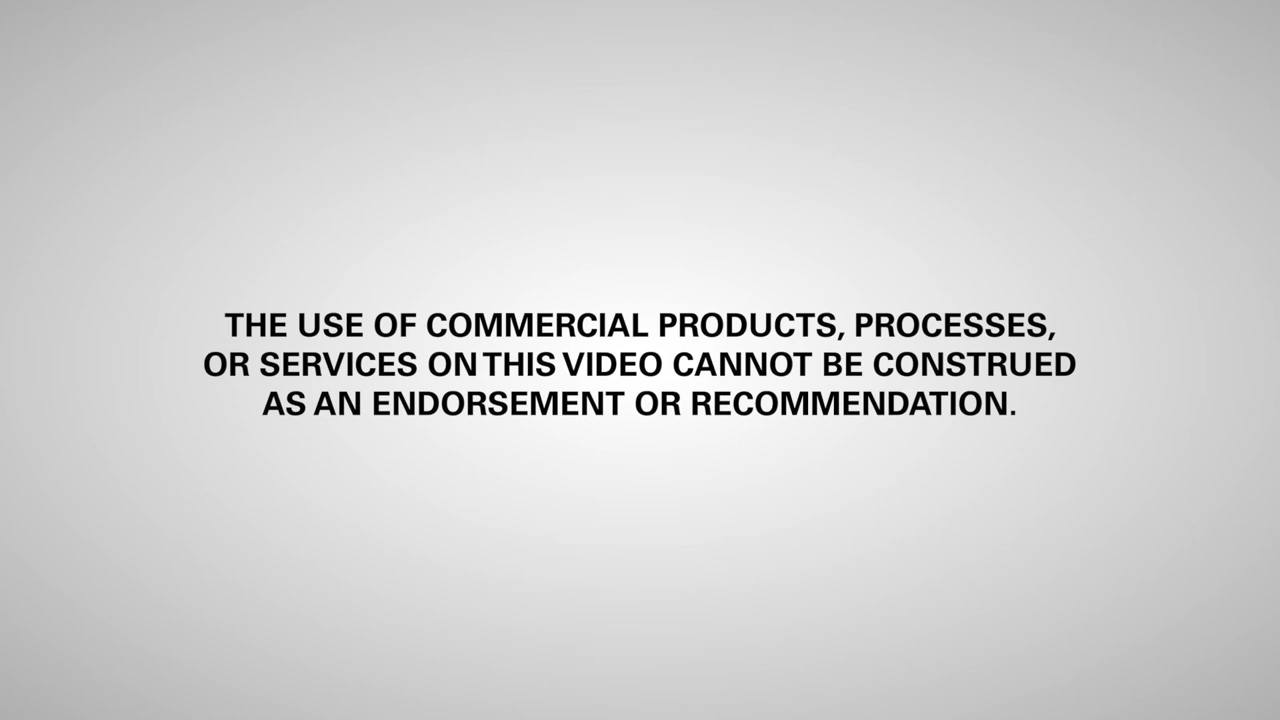 THE USE OF COMMERCIAL PRODUCTS, PROCESSES,
OR SERVICES ON THIS VIDEO CANNOT BE CONSTRUED
AS AN ENDORSEMENT OR RECOMMENDATION.